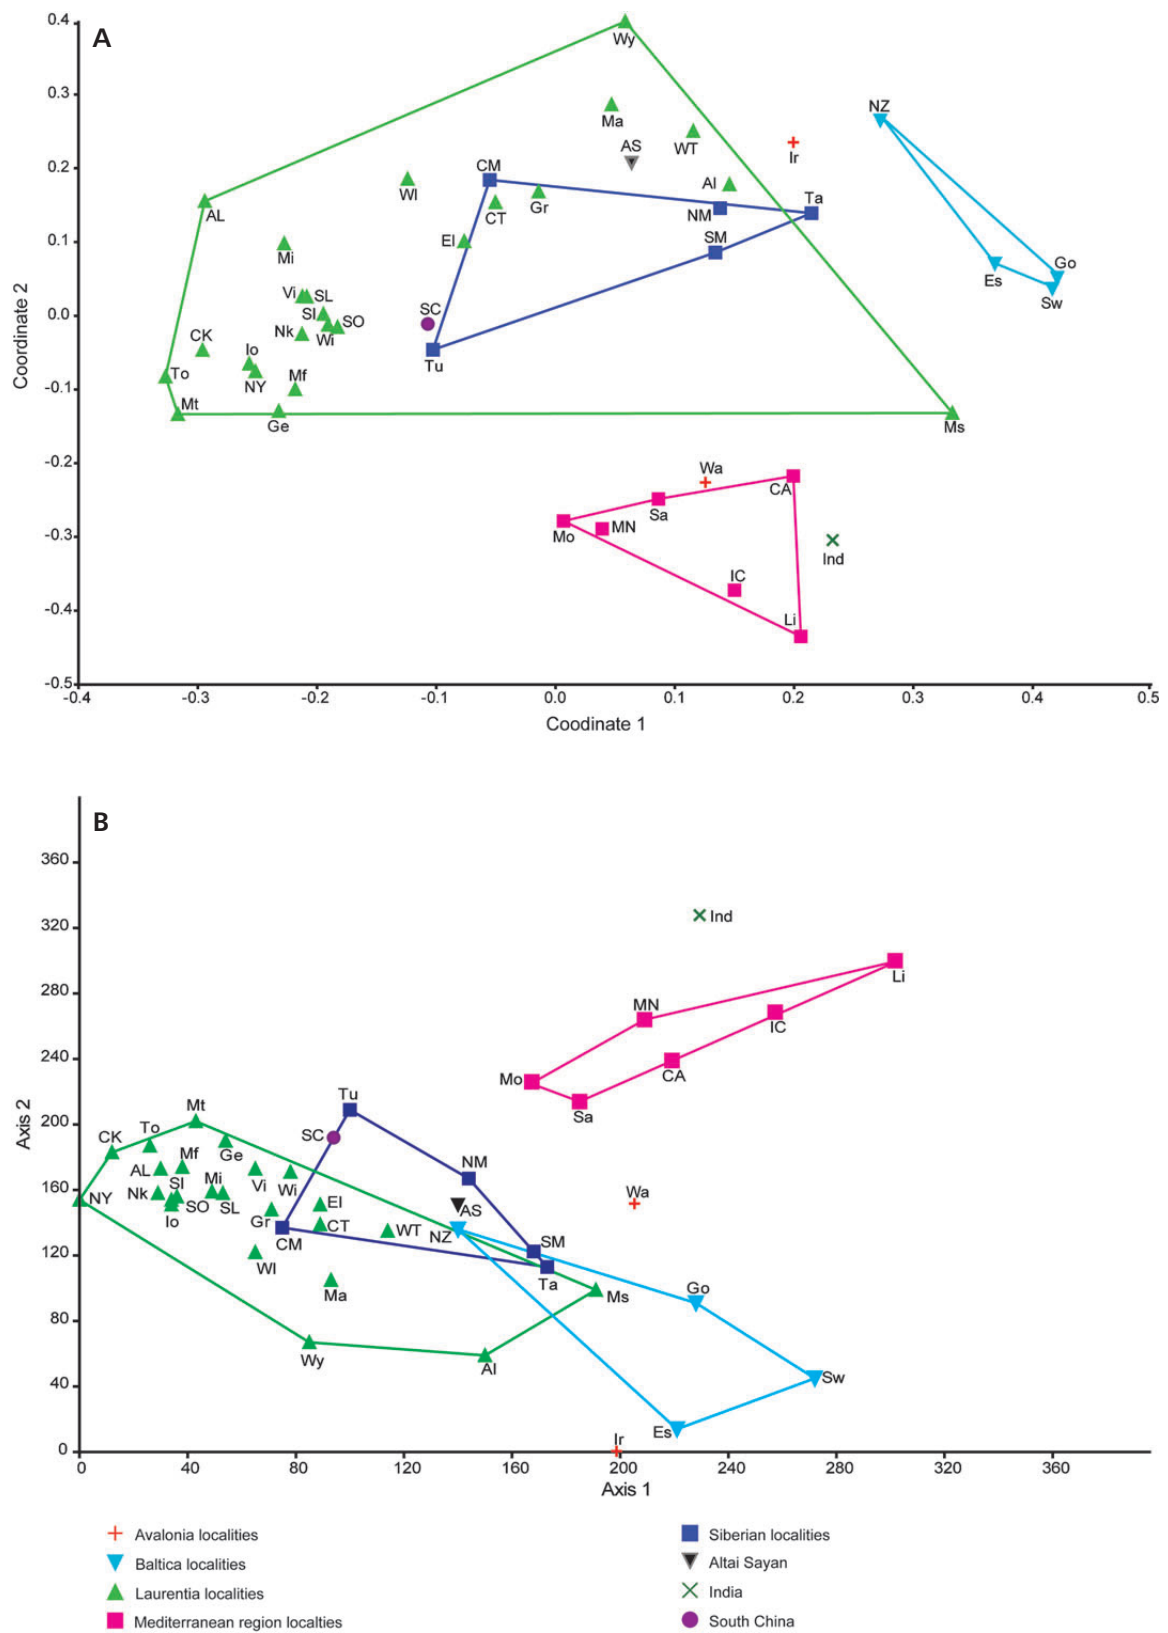 A
0.4
0.3
0.2
0.1
0.0
-0.1
-0.2
-0.3
-0.4
-0.5
Coordinate 2
Wy
Ma
WT
AS
Ir
NZ
CM
WI
AL
CT
Gr
Al
NM
Ta
EI
SM
Mi
Es
Go
Sw
Vi
SL
SI
SO
Nk
Wi
SC
Tu
CK
Io
To
NY
Mf
Mt
Ge
Ms
Wa
CA
Sa
Mo
MN
Ind
IC
Li
-0.4
-0.3
-0.2
-0.1
0.0
0.1
0.2
0.3
0.4
0.5
Coodinate 1
B
360
320
280
240
200
160
120
80
40
0
Axis 2
Ind
Li
MN
IC
Mo
CA
Sa
Tu
Mt
SC
To
CK
Ge
Mf
AL
NM
SI
Mi
Vi
Wi
Nk
NY
SO
SL
Io
Gr
EI
CT
WT
AS
NZ
Wa
CM
SM
WI
Ta
Ma
Ms
Go
Wy
Al
Sw
Es
Ir
0
40
80
120
160
200
240
280
320
360
Axis 1
Avalonia localities
Baltica localities
Laurentia localities
Mediterranean region localties
Siberian localities
Altai Sayan
India
South China